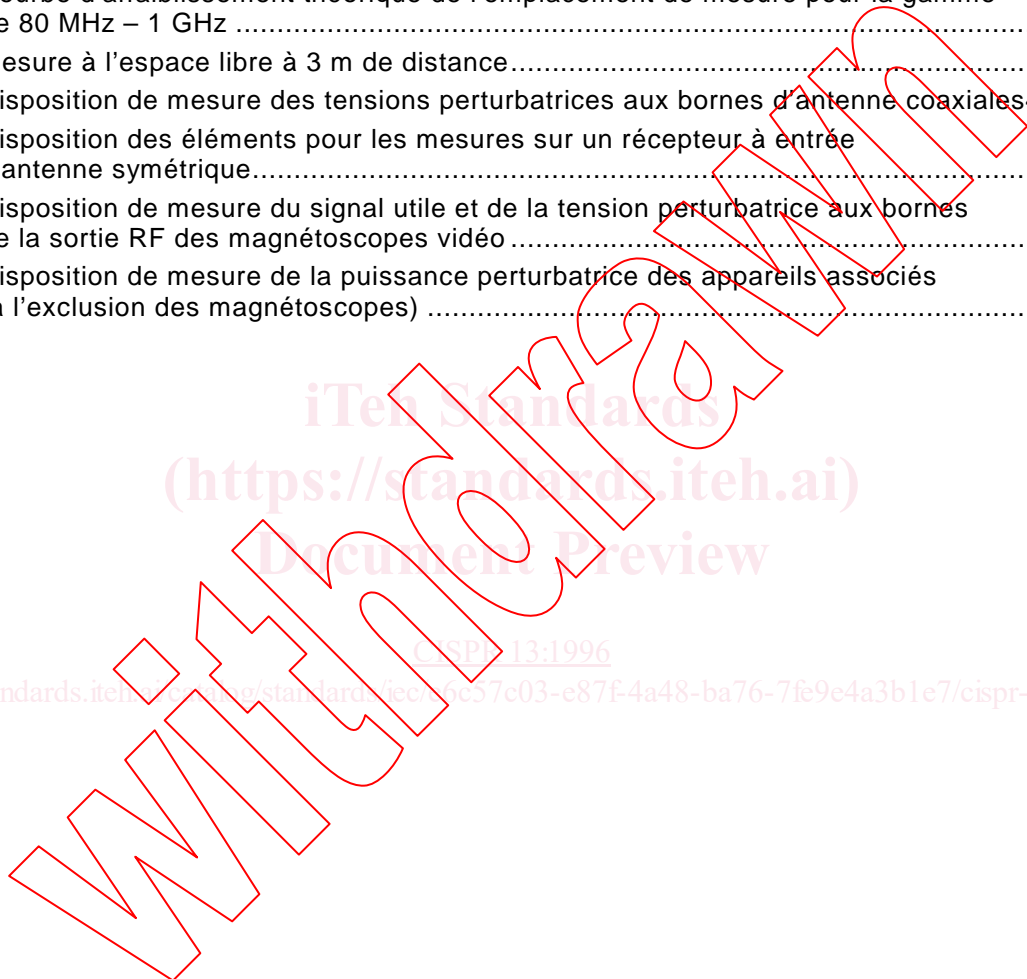 de 80 MHz – 1 GHz ...............................................................................................
esure à l'espace libre à 3 m de distance..............................................................
isposition de mesure des tensions perturbatrices aux bornes d'antenne coaxiales
isposition des éléments pour les mesures sur un récepteur à entrée
antenne symétrique...............................................................................................
isposition de mesure du signal utile et de la tension perturbatrice aux bornes
e la sortie RF des magnétoscopes vidéo ..............................................................
isposition de mesure de la puissance perturbatrice des appareils associés
l'exclusion des magnétoscopes) .........................................................................
iTeh Standards
(https://standards.iteh.ai)
Document Preview
CISPR 13:1996
ndards.iteh.ai/catalog/standards/iec/e6c57c03-e87f-4a48-ba76-7fe9e4a3b1e7/cispr-
withdrawn